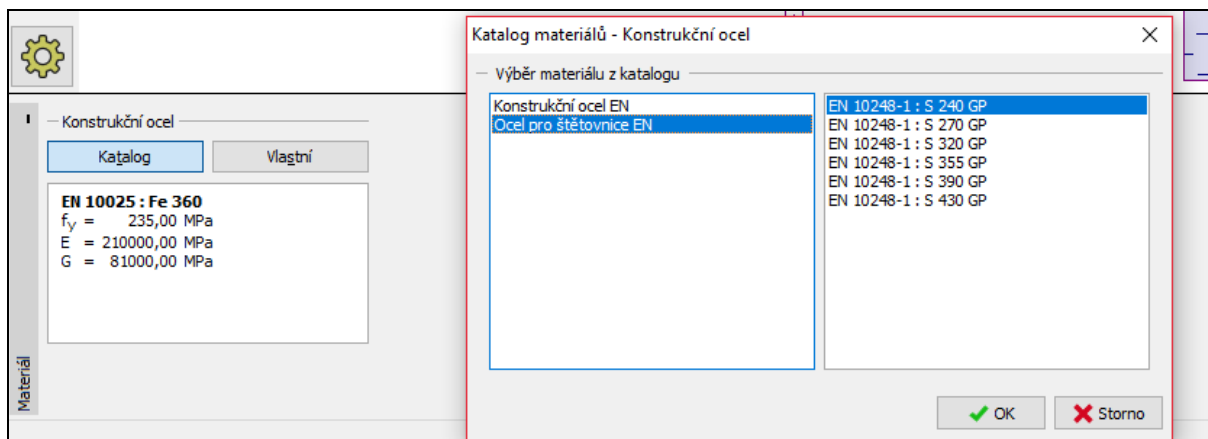 Konstrukční ocel
Katalog
Vlastní
EN 10025 : Fe 360
fy = 235,00 MPa
E = 210000,00 MPa
G = 81000,00 MPa
Materiál
Katalog materiálů - Konstrukční ocel
Výběr materiálu z katalogu
Konstrukční ocel EN
Ocel pro štětovnice EN
EN 10248-1 : S 240 GP
EN 10248-1 : S 270 GP
EN 10248-1 : S 320 GP
EN 10248-1 : S 355 GP
EN 10248-1 : S 390 GP
EN 10248-1 : S 430 GP
OK
Storno